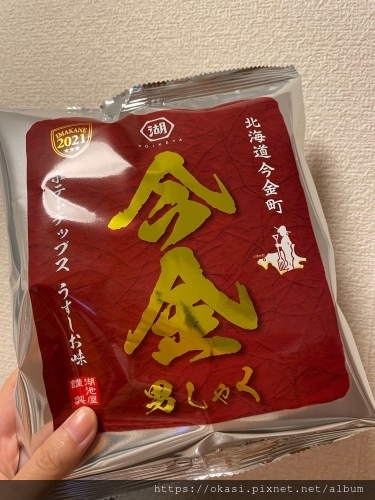 IMAKANE
2021
湖
KOIKEYA
北海道今金町
今金
男しゃく
ポテトチップス うすしお味
湖池屋
謹製
https://okasi.pixnet.net/album